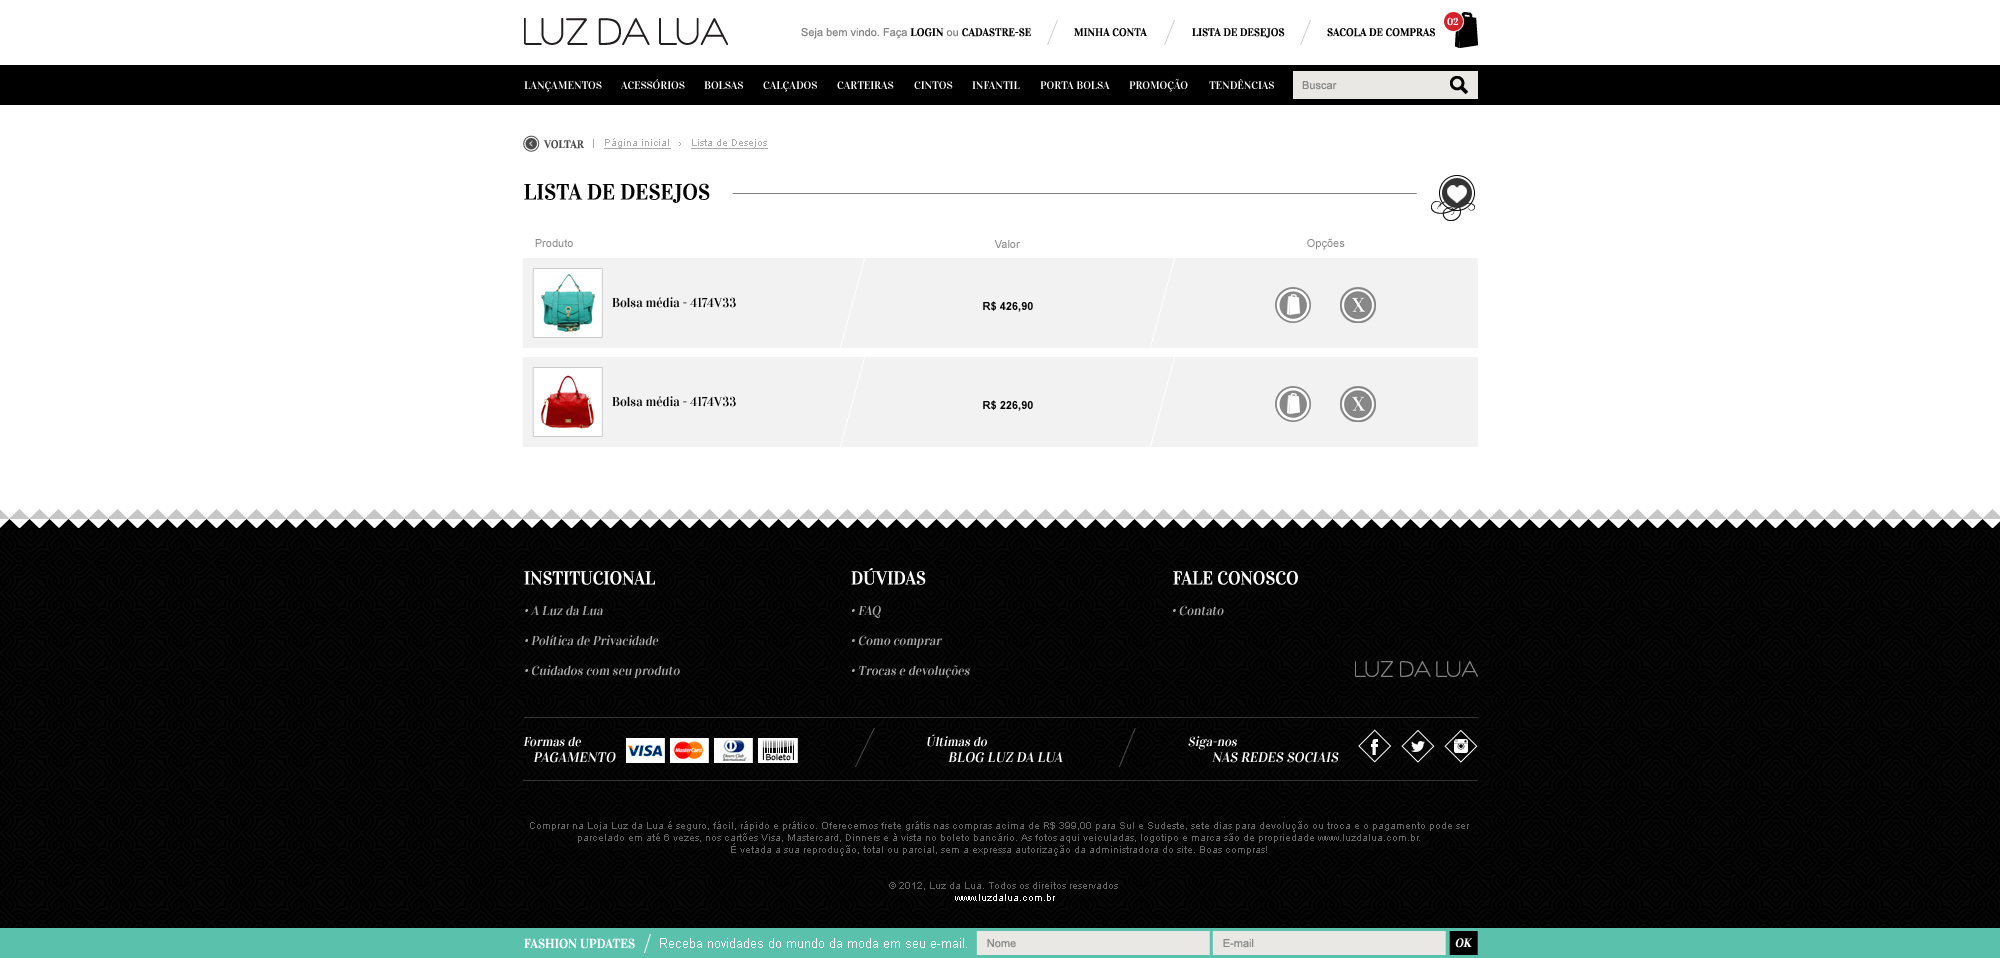 LUZ DA LUA
Seja bem vindo. Faça LOGIN ou CADASTRE-SE
MINHA CONTA
LISTA DE DESEJOS
SACOLA DE COMPRAS
02
LANÇAMENTOS
ACESSÓRIOS
BOLSAS
CALÇADOS
CARTEIRAS
CINTOS
INFANTIL
PORTA BOLSA
PROMOÇÃO
TENDÊNCIAS
Buscar
VOLTAR | Página inicial › Lista de Desejos
LISTA DE DESEJOS
Produto
Valor
Opções
Bolsa média - 4174V33
R$ 426,90
X
Bolsa média - 4174V33
R$ 226,90
X
INSTITUCIONAL
• A Luz da Lua
• Política de Privacidade
• Cuidados com seu produto
DÚVIDAS
• FAQ
• Como comprar
• Trocas e devoluções
FALE CONOSCO
• Contato
LUZ DA LUA
Formas de
PAGAMENTO
VISA
MasterCard
Diners Club
International
Boleto
Últimas do
BLOG LUZ DA LUA
Siga-nos
NAS REDES SOCIAIS
Comprar na Loja Luz da Lua é seguro, fácil, rápido e prático. Oferecemos frete grátis nas compras acima de R$ 399,00 para Sul e Sudeste, sete dias para devolução ou troca e o pagamento pode ser
parcelado em até 6 vezes, nos cartões Visa, Mastercard, Dinners e à vista no boleto bancário. As fotos aqui veiculadas, logotipo e marca são de propriedade www.luzdalua.com.br.
É vetada a sua reprodução, total ou parcial, sem a expressa autorização da administradora do site. Boas compras!
© 2012, Luz da Lua. Todos os direitos reservados
www.luzdalua.com.br
FASHION UPDATES / Receba novidades do mundo da moda em seu e-mail.
Nome
E-mail
OK